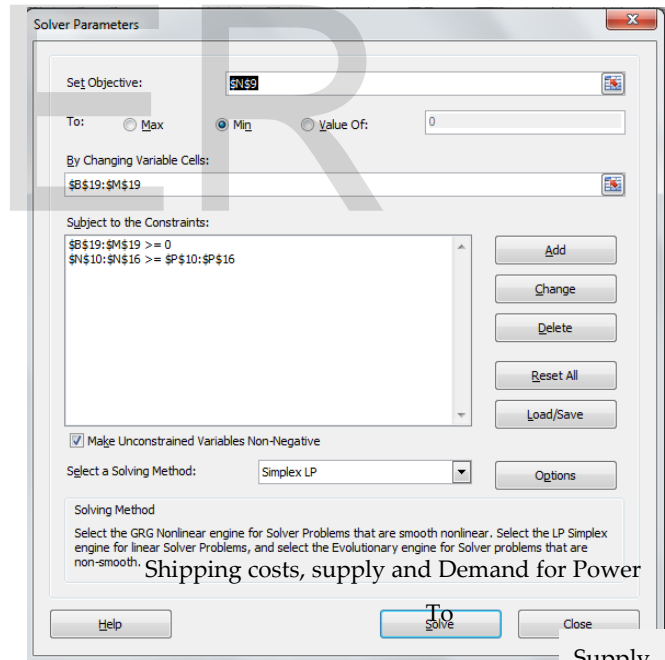 Solver Parameters
ER
Set Objective:
$N$9
To:
Max
Min
Value Of:
0
By Changing Variable Cells:
$B$19:$M$19
Subject to the Constraints:
$B$19:$M$19 >= 0
$N$10:$N$16 >= $P$10:$P$16
Add
Change
Delete
Reset All
Load/Save
Make Unconstrained Variables Non-Negative
Select a Solving Method:
Simplex LP
Options
Solving Method
Select the GRG Nonlinear engine for Solver Problems that are smooth nonlinear. Select the LP Simplex
engine for linear Solver Problems, and select the Evolutionary engine for Solver problems that are
non-smooth.
Shipping costs, supply and Demand for Power
To
Help
Solve
Close
Supply